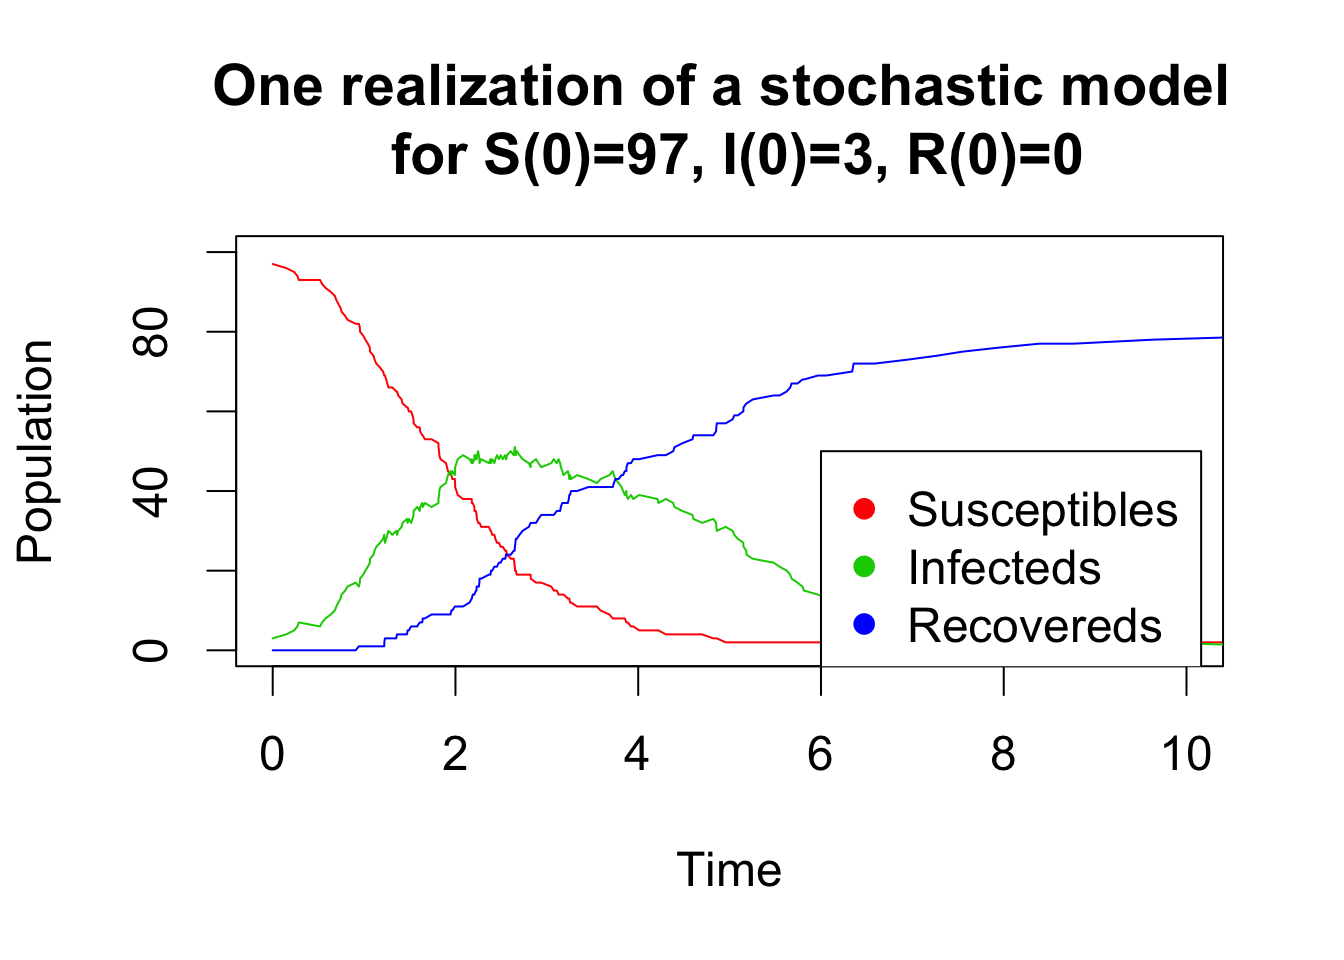 One realization of a stochastic model
for S(0)=97, I(0)=3, R(0)=0
Population
80
40
0
Susceptibles
Infecteds
Recovereds
0 2 4 6 8 10
Time